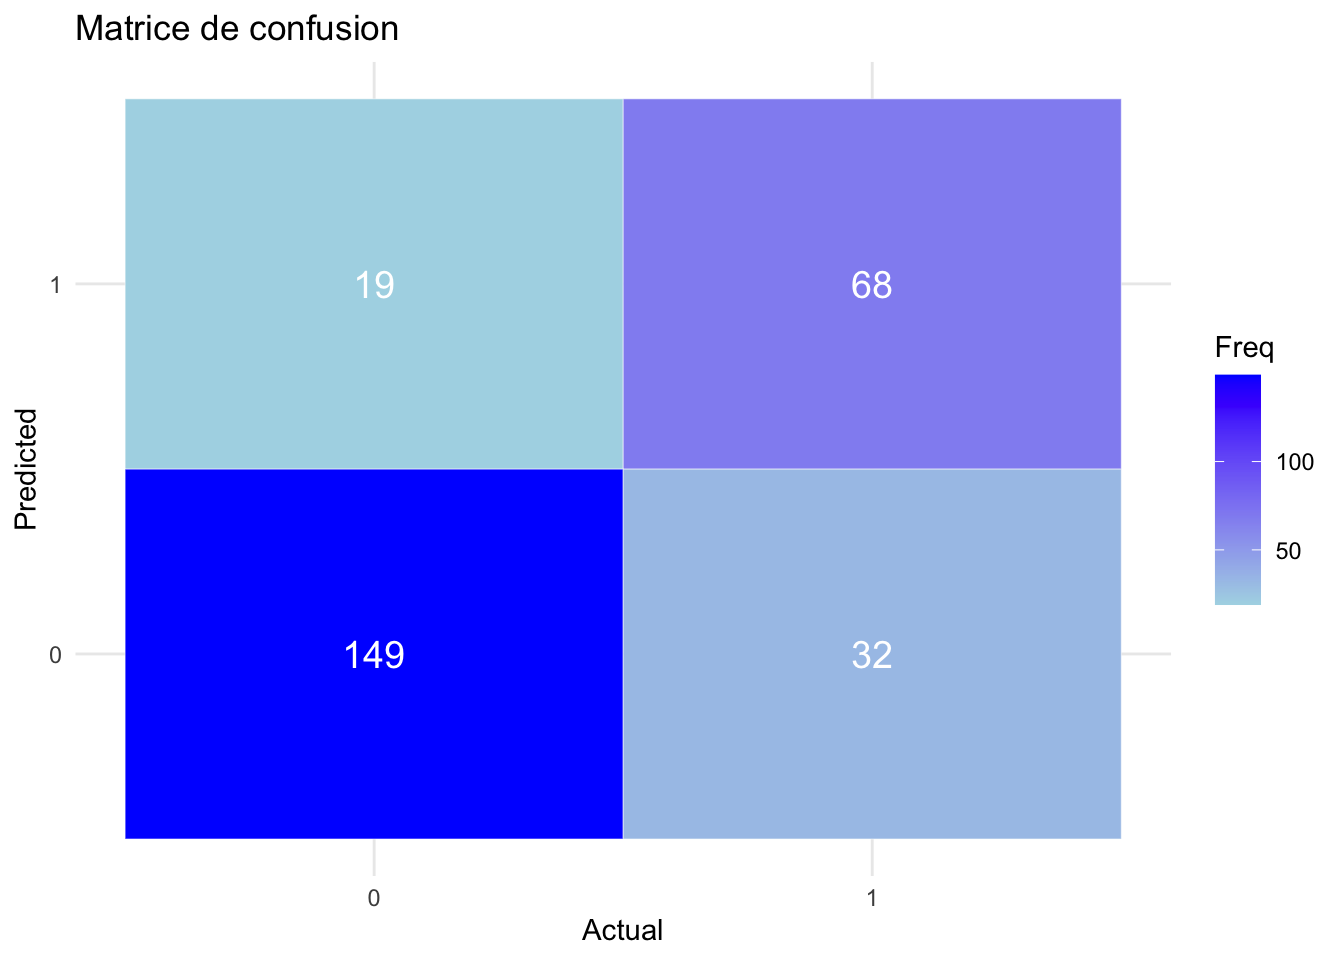 Matrice de confusion
Predicted
1
0
19
68
149
32
0
1
Actual
Freq
100
50